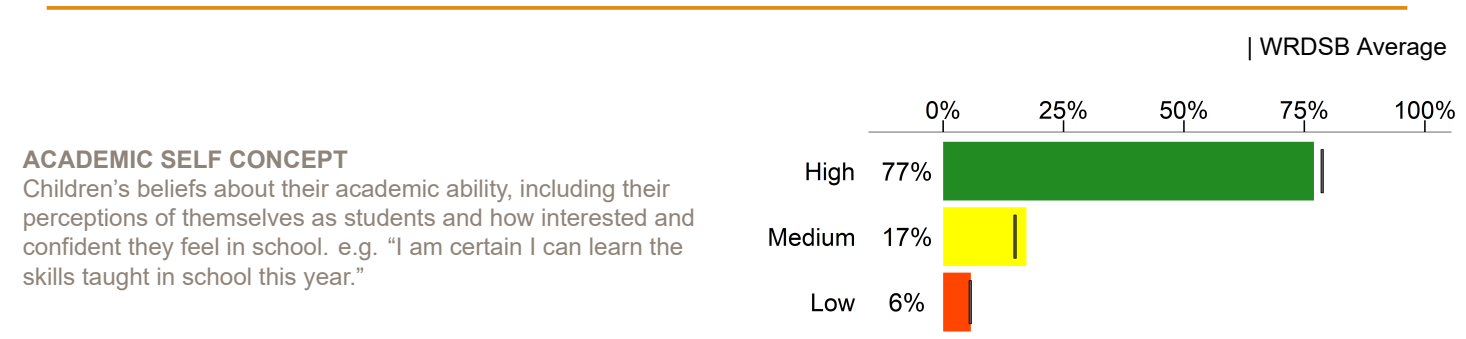 | WRDSB Average
0% 25% 50% 75% 100%
ACADEMIC SELF CONCEPT
Children’s beliefs about their academic ability, including their
perceptions of themselves as students and how interested and
confident they feel in school. e.g. “I am certain I can learn the
skills taught in school this year.”
High 77%
Medium 17%
Low 6%